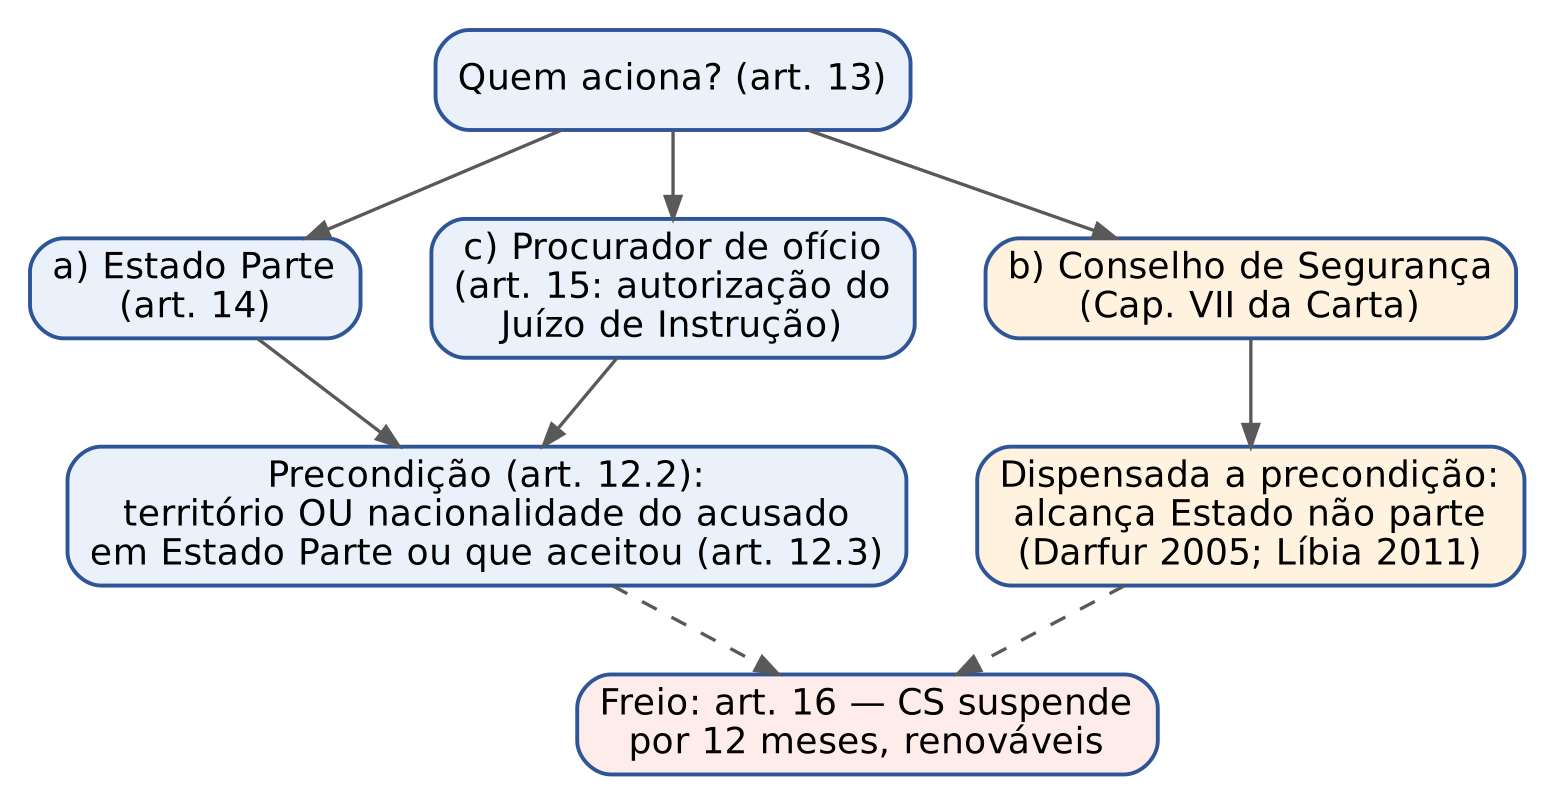 Quem aciona? (art. 13)
a) Estado Parte
(art. 14)
c) Procurador de ofício
(art. 15: autorização do
Juízo de Instrução)
b) Conselho de Segurança
(Cap. VII da Carta)
Precondição (art. 12.2):
território OU nacionalidade do acusado
em Estado Parte ou que aceitou (art. 12.3)
Dispensada a precondição:
alcança Estado não parte
(Darfur 2005; Líbia 2011)
Freio: art. 16 — CS suspende
por 12 meses, renováveis